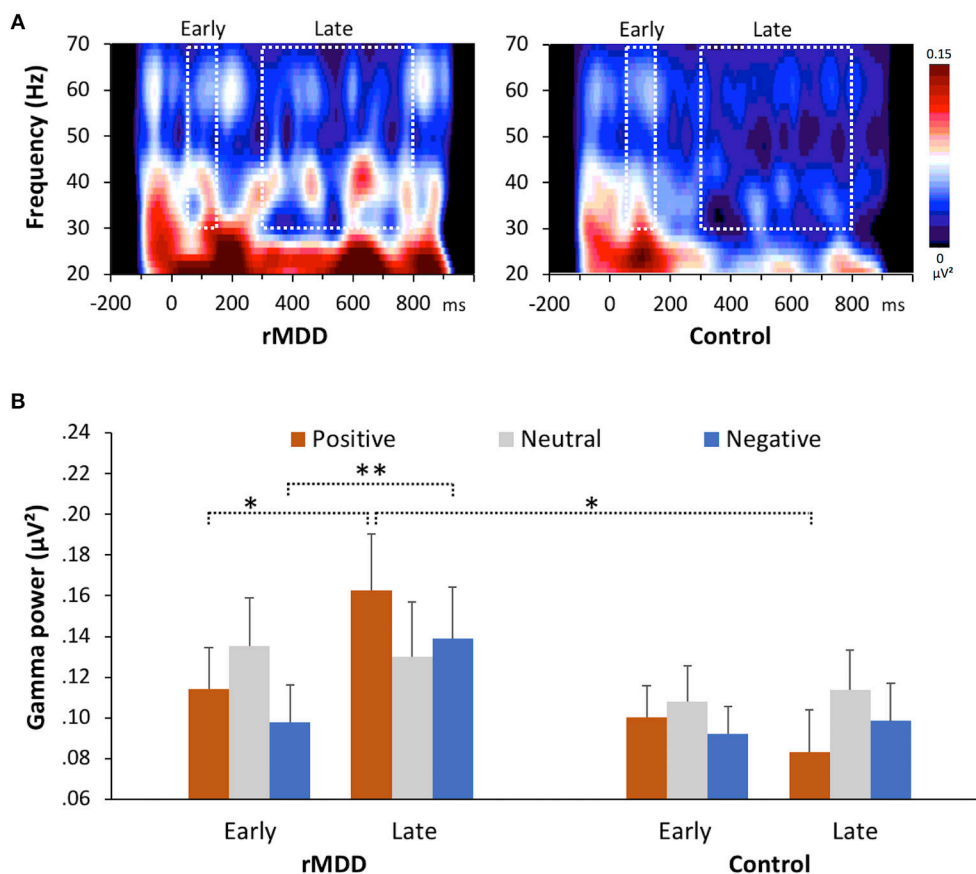 A
Early Late
Early Late
Frequency (Hz)
70
60
50
40
30
20
-200 0 200 400 600 800 ms
rMDD
70
60
50
40
30
20
-200 0 200 400 600 800 ms
Control
0.15
0
µV²
B
Gamma power (µV²)
.24
.22
.20
.18
.16
.14
.12
.10
.08
.06
Positive Neutral Negative
**
* *
Early Late Early Late
rMDD Control